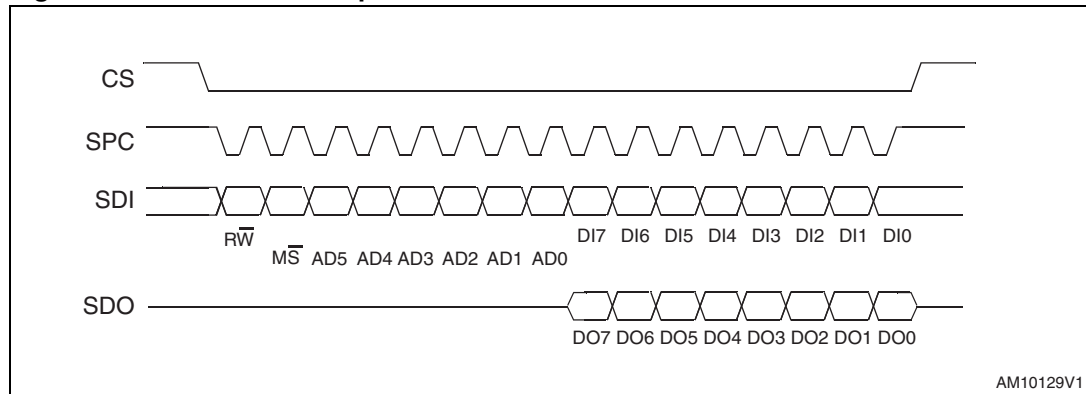 CS
SPC
SDI
RW̅
DI7 DI6 DI5 DI4 DI3 DI2 DI1 DI0
MS̅ AD5 AD4 AD3 AD2 AD1 AD0
SDO
DO7 DO6 DO5 DO4 DO3 DO2 DO1 DO0
AM10129V1